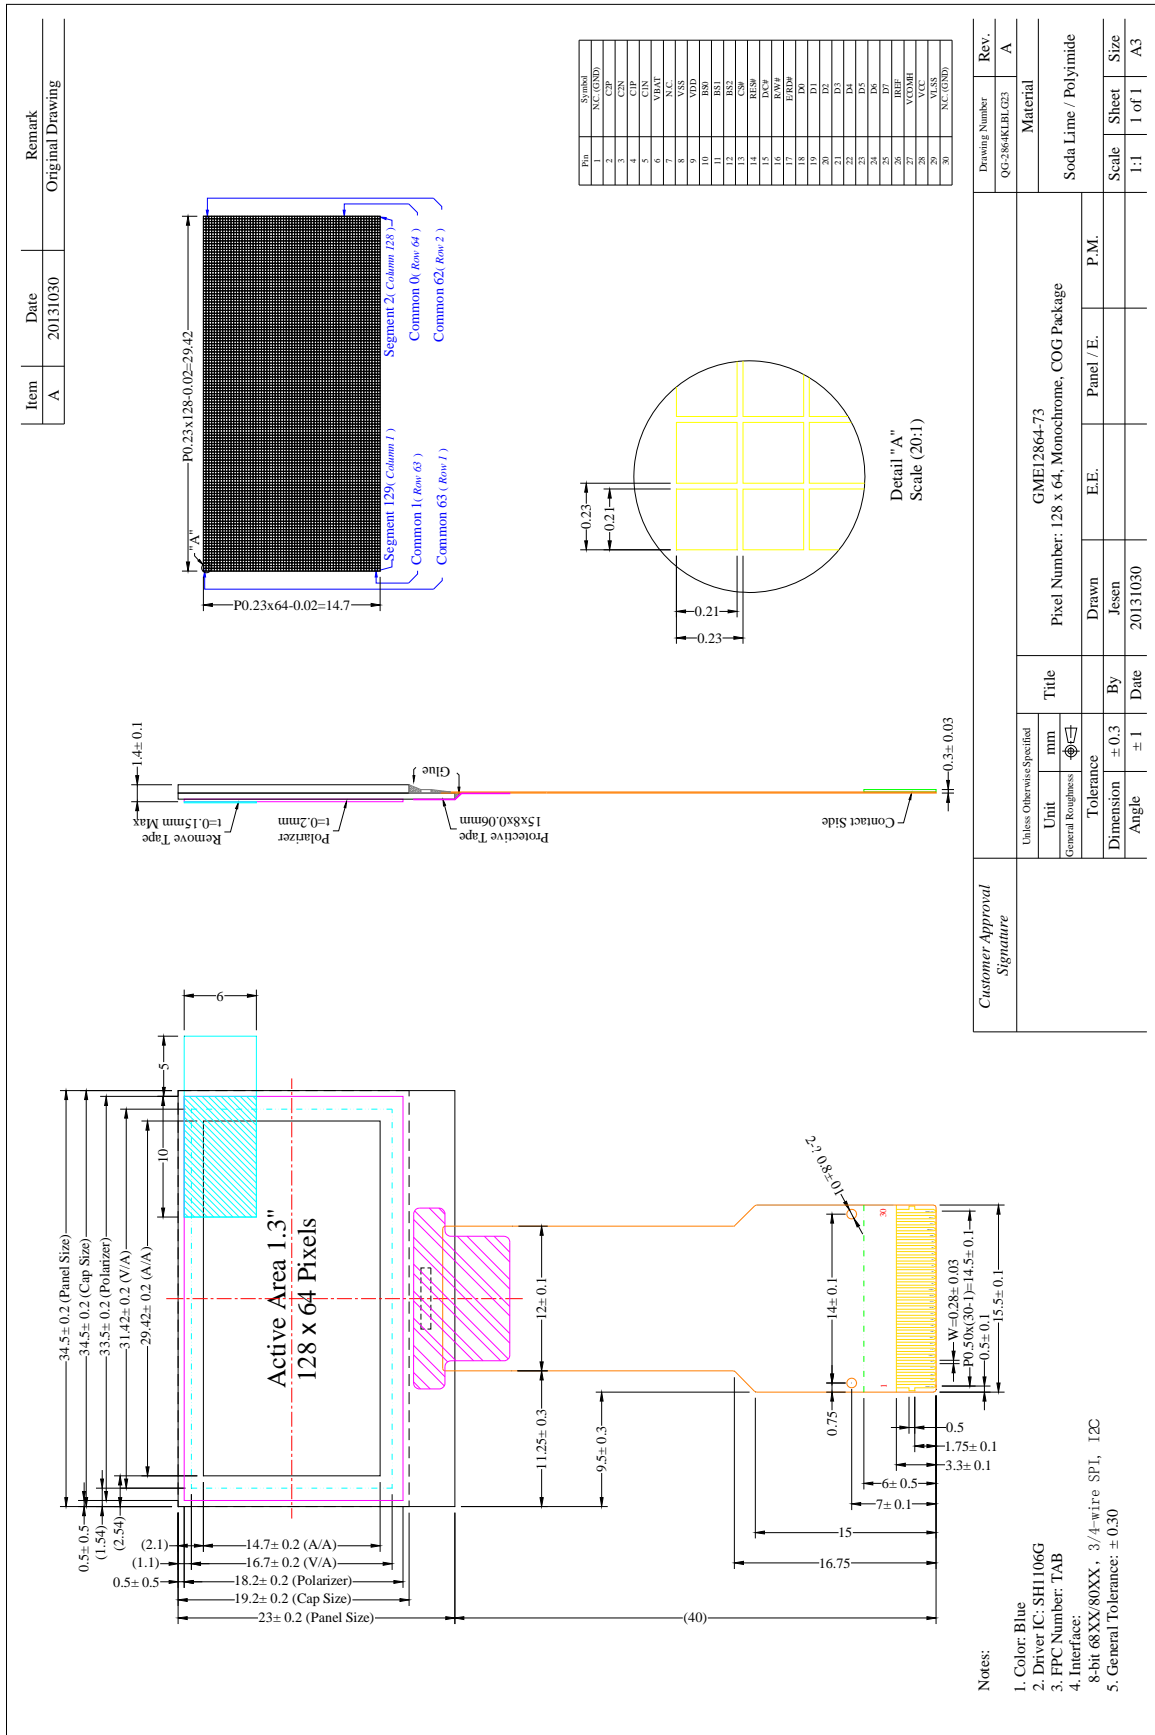 Item Date Remark
A 20131030 Original Drawing
34.5± 0.2 (Panel Size)
34.5± 0.2 (Cap Size)
33.5± 0.2 (Polarizer)
31.42± 0.2 (V/A)
29.42± 0.2 (A/A)
0.5± 0.5
(1.54)
(2.54)
10
5
6
(2.1)
(1.1)
0.5± 0.5
14.7± 0.2 (A/A)
16.7± 0.2 (V/A)
18.2± 0.2 (Polarizer)
19.2± 0.2 (Cap Size)
23± 0.2 (Panel Size)
(40)
Active Area 1.3"
128 x 64 Pixels
12± 0.1
11.25± 0.3
9.5± 0.3
14± 0.1
0.75
2-? 0.8± 01
1
30
W=0.28± 0.03
P0.50x(30-1)=14.5± 0.1
0.5± 0.1
15.5± 0.1
0.5
1.75± 0.1
3.3± 0.1
6± 0.5
7± 0.1
15
16.75
1.4± 0.1
Remove Tape
t=0.15mm Max
Polarizer
t=0.2mm
Protective Tape
15x8x0.06mm
Glue
Contact Side
0.3± 0.03
P0.23x128-0.02=29.42
P0.23x64-0.02=14.7
"A"
Segment 129( Column 1 )
Common 1( Row 63 )
Common 63 ( Row 1 )
Segment 2( Column 128 )
Common 0( Row 64 )
Common 62( Row 2 )
0.23
0.21
0.21
0.23
Detail "A"
Scale (20:1)
Pin Symbol
1 N.C. (GND)
2 C2P
3 C2N
4 C1P
5 C1N
6 VBAT
7 N.C.
8 VSS
9 VDD
10 BS0
11 BS1
12 BS2
13 CS#
14 RES#
15 D/C#
16 R/W#
17 E/RD#
18 D0
19 D1
20 D2
21 D3
22 D4
23 D5
24 D6
25 D7
26 IREF
27 VCOMH
28 VCC
29 VLSS
30 N.C. (GND)
Notes:
1. Color: Blue
2. Driver IC: SH1106G
3. FPC Number: TAB
4. Interface:
8-bit 68XX/80XX, 3/4-wire SPI, I2C
5. General Tolerance: ± 0.30
Customer Approval
Signature
Unless Otherwise Specified
Unit mm
General Roughness
Tolerance
Dimension ± 0.3
Angle ± 1
Title
GME12864-73
Pixel Number: 128 x 64, Monochrome, COG Package
Drawing Number Rev.
QG-2864KLBLG23 A
Material
Soda Lime / Polyimide
By Drawn E.E. Panel / E. P.M.
Jesen
Date 20131030
Scale Sheet Size
1:1 1 of 1 A3